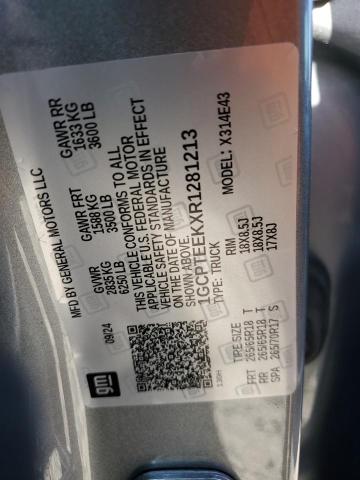 MFD BY GENERAL MOTORS LLC
09/24
GVWR GAWR FRT GAWR RR
2835 KG 1588 KG 1633 KG
6250 LB 3500 LB 3600 LB
THIS VEHICLE CONFORMS TO ALL
APPLICABLE U.S. FEDERAL MOTOR
VEHICLE SAFETY STANDARDS IN EFFECT
ON THE DATE OF MANUFACTURE
SHOWN ABOVE.
1GCPTEEKXR1281213
TYPE: TRUCK MODEL: X314E43
TIRE SIZE RIM
FRT 265/65R18 T 18X8.5J
RR 265/65R18 T 18X8.5J
SPA 265/70R17 S 17X8J
gm